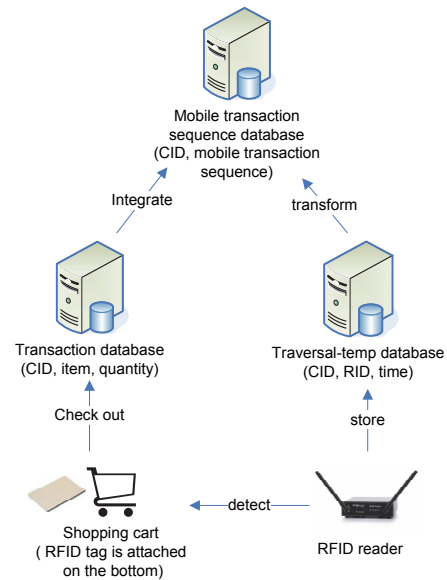 Mobile transaction
sequence database
(CID, mobile transaction
sequence)
Integrate
transform
Transaction database
(CID, item, quantity)
Traversal-temp database
(CID, RID, time)
Check out
store
detect
Shopping cart
( RFID tag is attached
on the bottom)
RFID reader